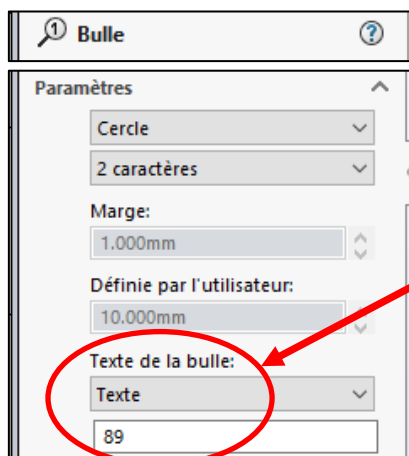 1 Bulle ?
Paramètres
Cercle
2 caractères
Marge:
1.000mm
Définie par l'utilisateur:
10.000mm
Texte de la bulle:
Texte
89